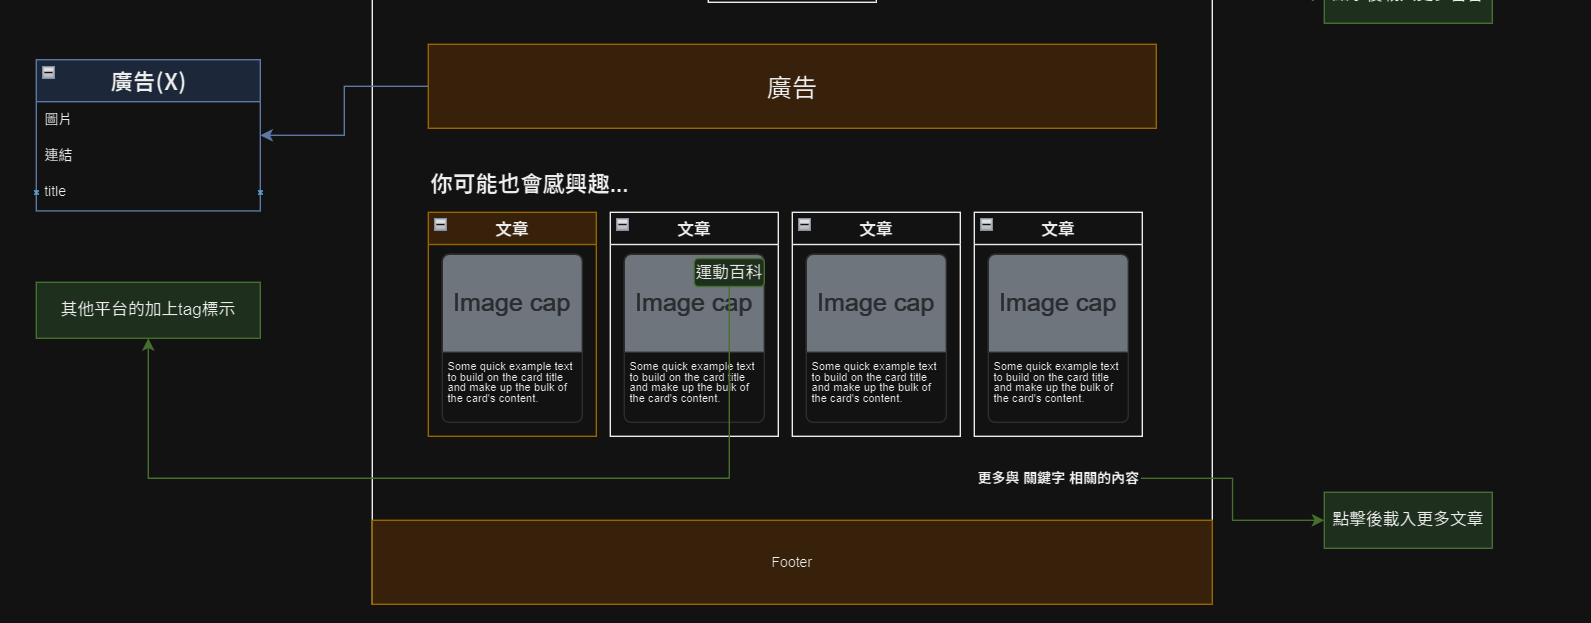 廣告(X)
圖片
連結
title
廣告
你可能也會感興趣...
文章
文章
文章
文章
運動百科
Image cap
Image cap
Image cap
Image cap
Some quick example text
to build on the card title
and make up the bulk of
the card's content.
Some quick example text
to build on the card title
and make up the bulk of
the card's content.
Some quick example text
to build on the card title
and make up the bulk of
the card's content.
Some quick example text
to build on the card title
and make up the bulk of
the card's content.
其他平台的加上tag標示
更多與 關鍵字 相關的內容
點擊後載入更多文章
Footer